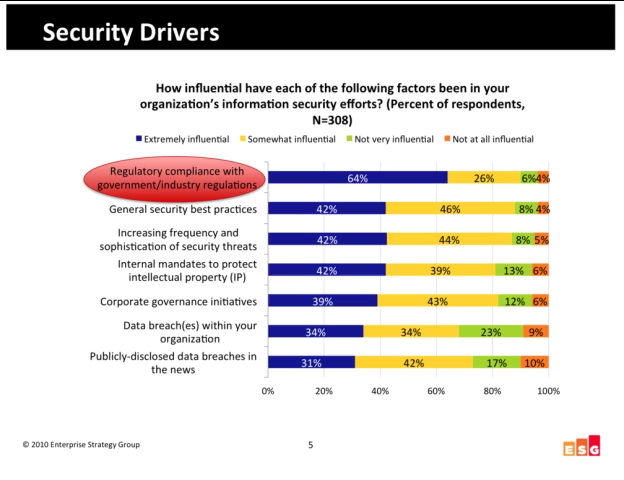 Security Drivers
How influential have each of the following factors been in your
organization's information security efforts? (Percent of respondents,
N=308)
Extremely influential Somewhat influential Not very influential Not at all influential
Regulatory compliance with
government/industry regulations
64% 26% 6% 4%
General security best practices
42% 46% 8% 4%
Increasing frequency and
sophistication of security threats
42% 44% 8% 5%
Internal mandates to protect
intellectual property (IP)
42% 39% 13% 6%
Corporate governance initiatives
39% 43% 12% 6%
Data breach(es) within your
organization
34% 34% 23% 9%
Publicly-disclosed data breaches in
the news
31% 42% 17% 10%
0% 20% 40% 60% 80% 100%
© 2010 Enterprise Strategy Group
5
ESG